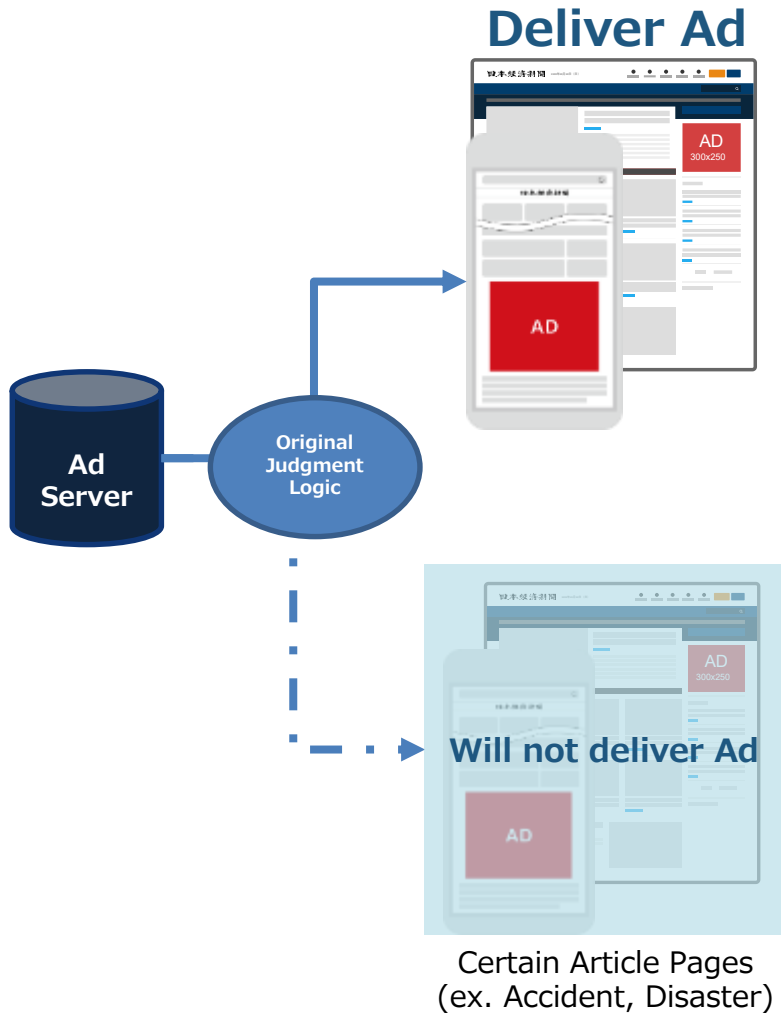 Deliver Ad
AD
300x250
AD
Ad
Server
Original
Judgment
Logic
AD
300x250
Will not deliver Ad
AD
Certain Article Pages
(ex. Accident, Disaster)